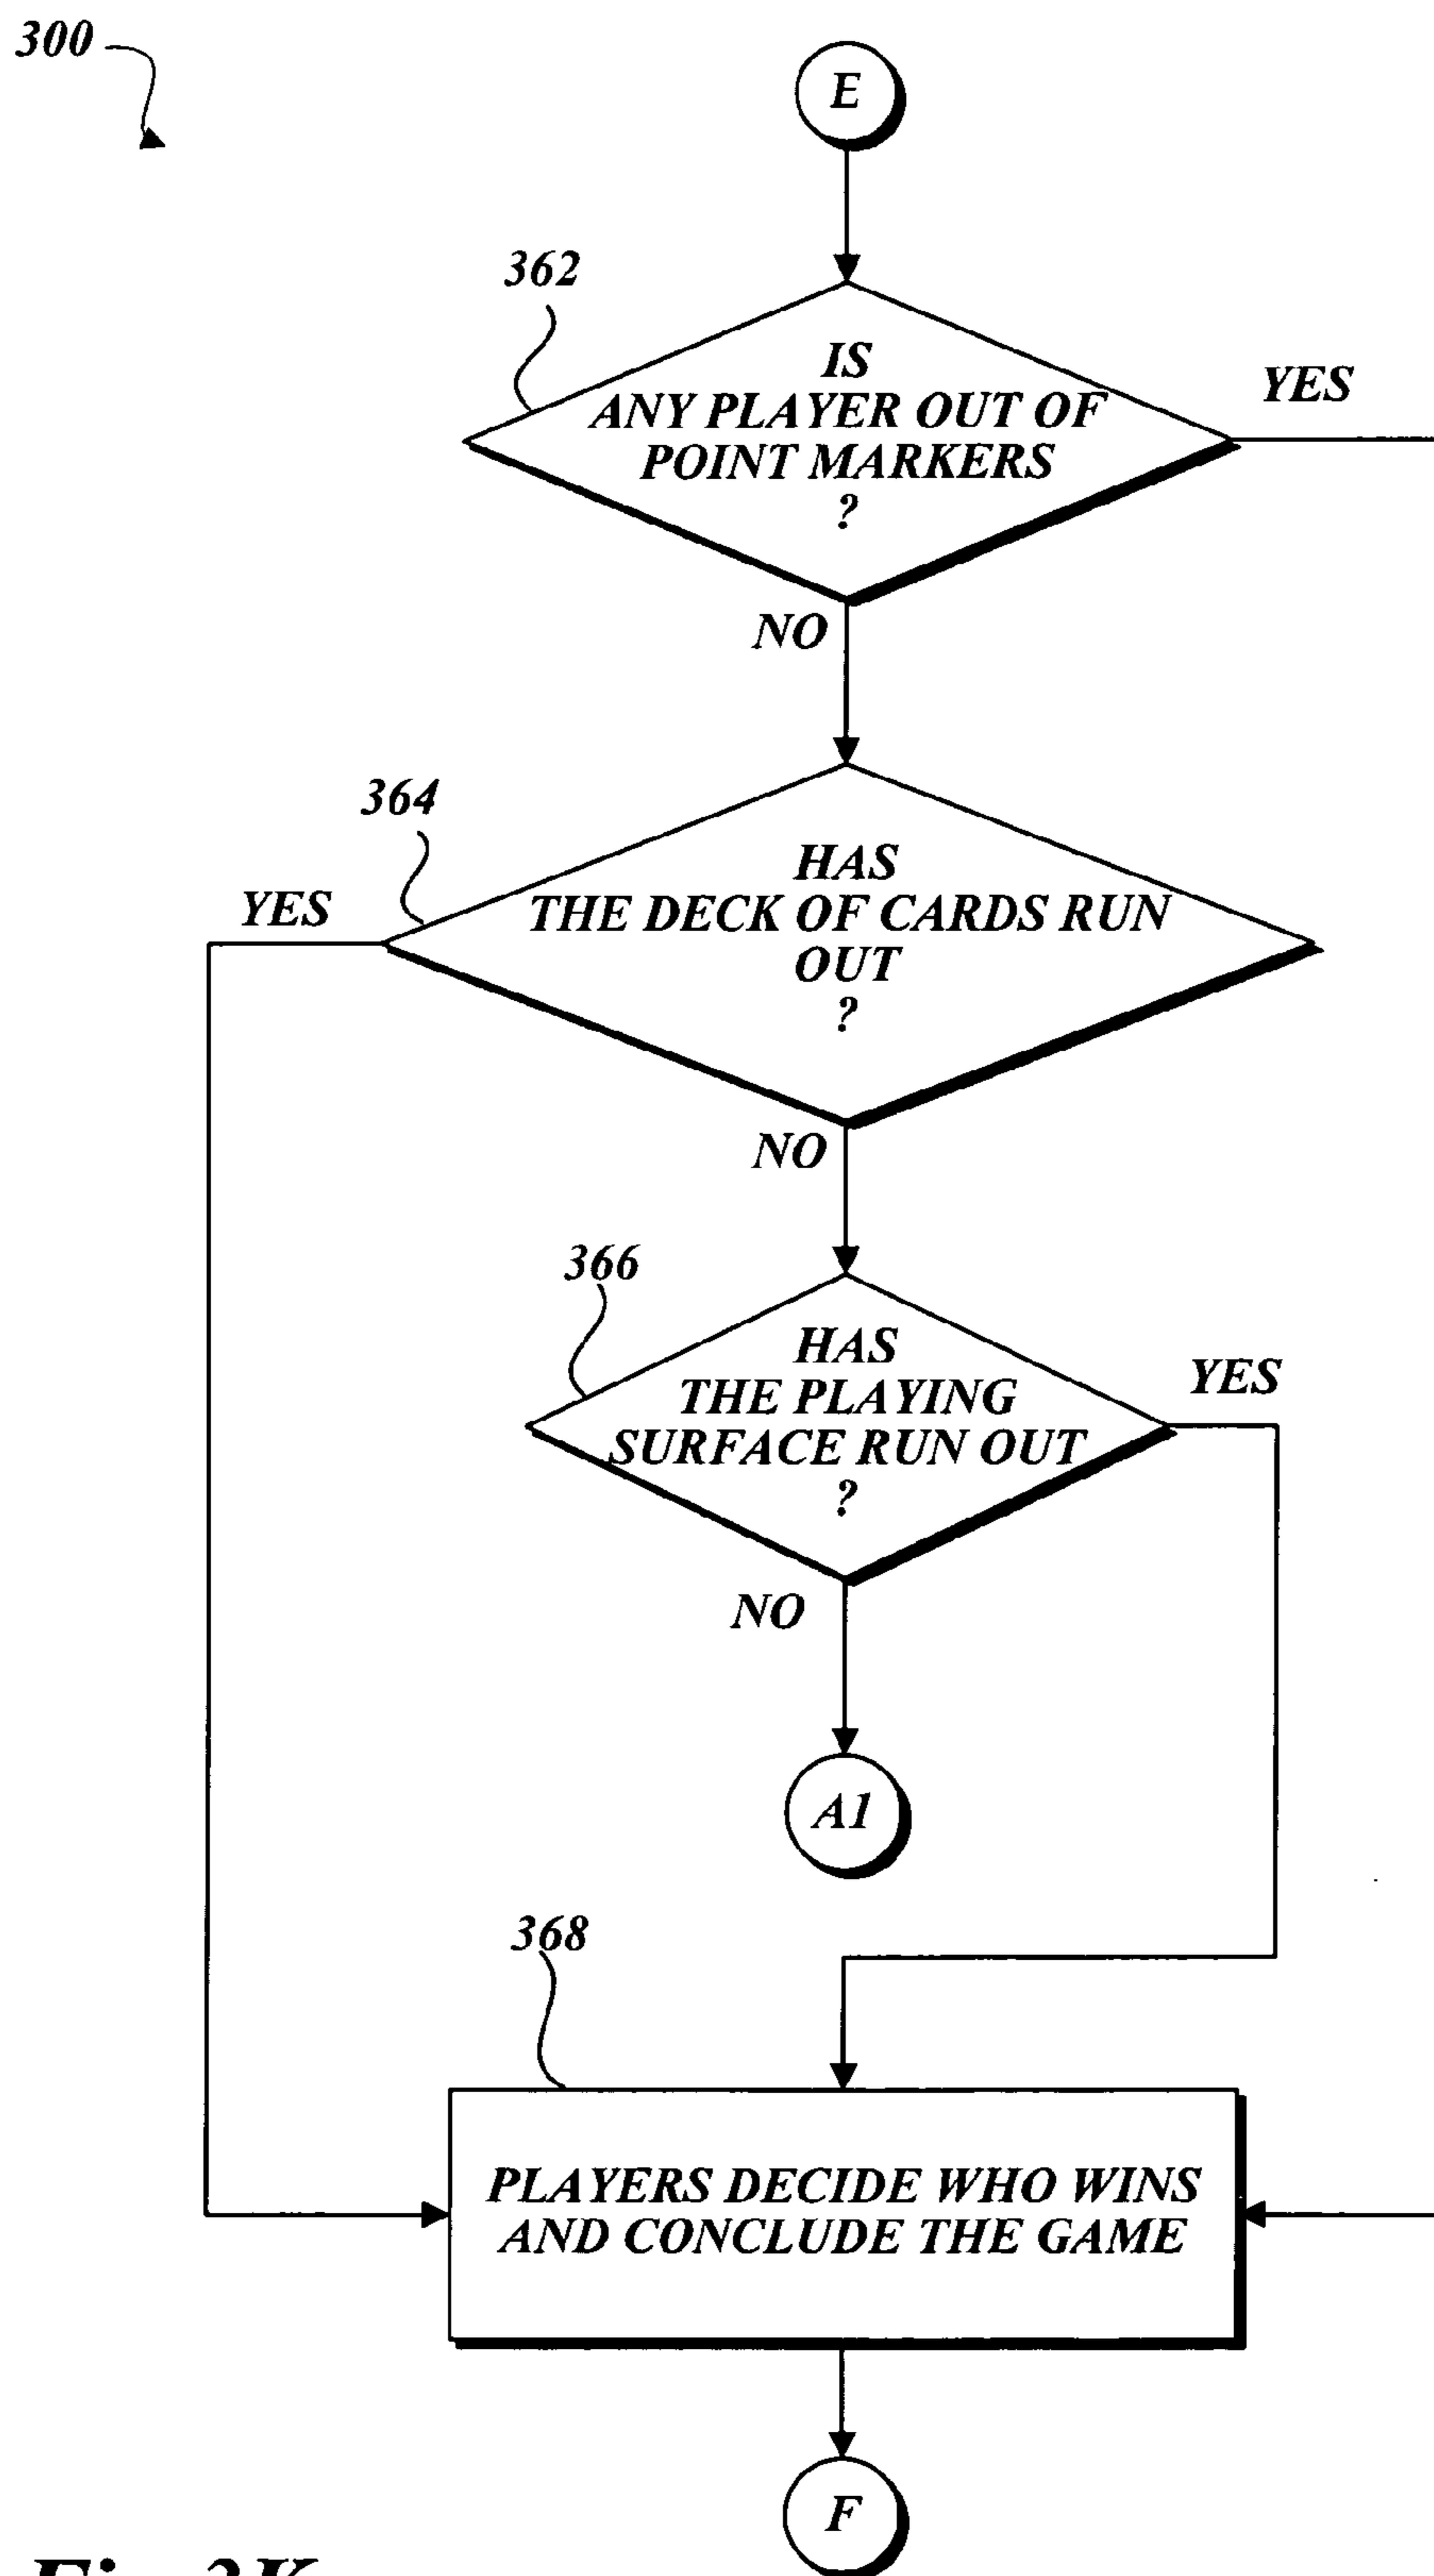 300
E
362
IS
ANY PLAYER OUT OF
POINT MARKERS
?
YES
NO
364
HAS
THE DECK OF CARDS RUN
OUT
?
YES
NO
366
HAS
THE PLAYING
SURFACE RUN OUT
?
YES
NO
A1
368
PLAYERS DECIDE WHO WINS
AND CONCLUDE THE GAME
F
Fig.3K.